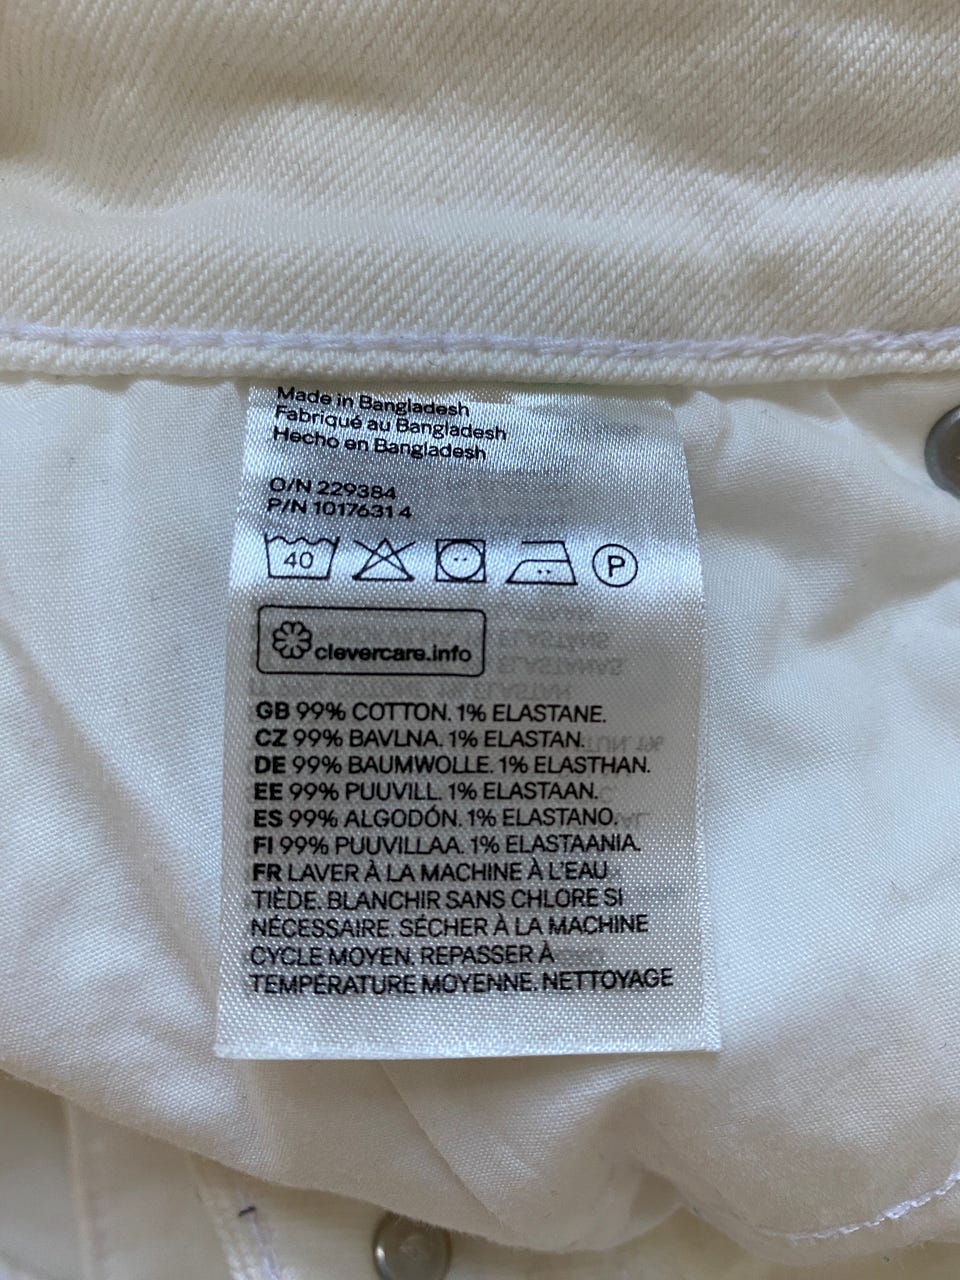 Made in Bangladesh
Fabriqué au Bangladesh
Hecho en Bangladesh
O/N 229384
P/N 10176314
40 P
clevercare.info
GB 99% COTTON. 1% ELASTANE.
CZ 99% BAVLNA. 1% ELASTAN.
DE 99% BAUMWOLLE. 1% ELASTHAN.
EE 99% PUUVILL. 1% ELASTAAN.
ES 99% ALGODÓN. 1% ELASTANO.
FI 99% PUUVILLAA. 1% ELASTAANIA.
FR LAVER À LA MACHINE À L'EAU
TIÈDE. BLANCHIR SANS CHLORE SI
NÉCESSAIRE. SÉCHER À LA MACHINE
CYCLE MOYEN. REPASSER À
TEMPÉRATURE MOYENNE. NETTOYAGE